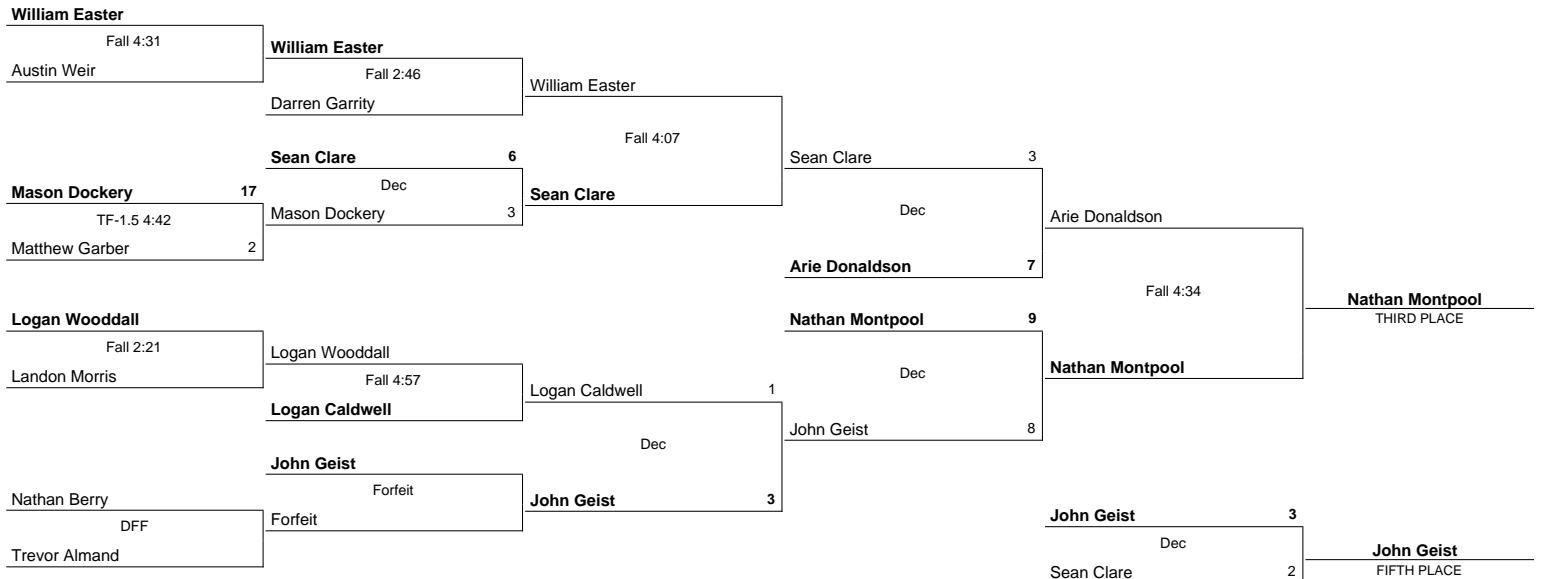 William Easter
Fall 4:31
Austin Weir
William Easter
Fall 2:46
Darren Garrity
William Easter
Fall 4:07
Sean Clare
Sean Clare 6
Dec
Mason Dockery 3
Mason Dockery 17
TF-1.5 4:42
Matthew Garber 2
Sean Clare 3
Dec
Arie Donaldson 7
Arie Donaldson
Fall 4:34
Nathan Montpool
Nathan Montpool
THIRD PLACE
Logan Wooddall
Fall 2:21
Landon Morris
Logan Wooddall
Fall 4:57
Logan Caldwell
Logan Caldwell 1
Dec
John Geist 3
Nathan Montpool 9
Dec
John Geist 8
John Geist
Forfeit
Forfeit
Nathan Berry
DFF
Trevor Almand
John Geist 3
Dec
Sean Clare 2
John Geist
FIFTH PLACE